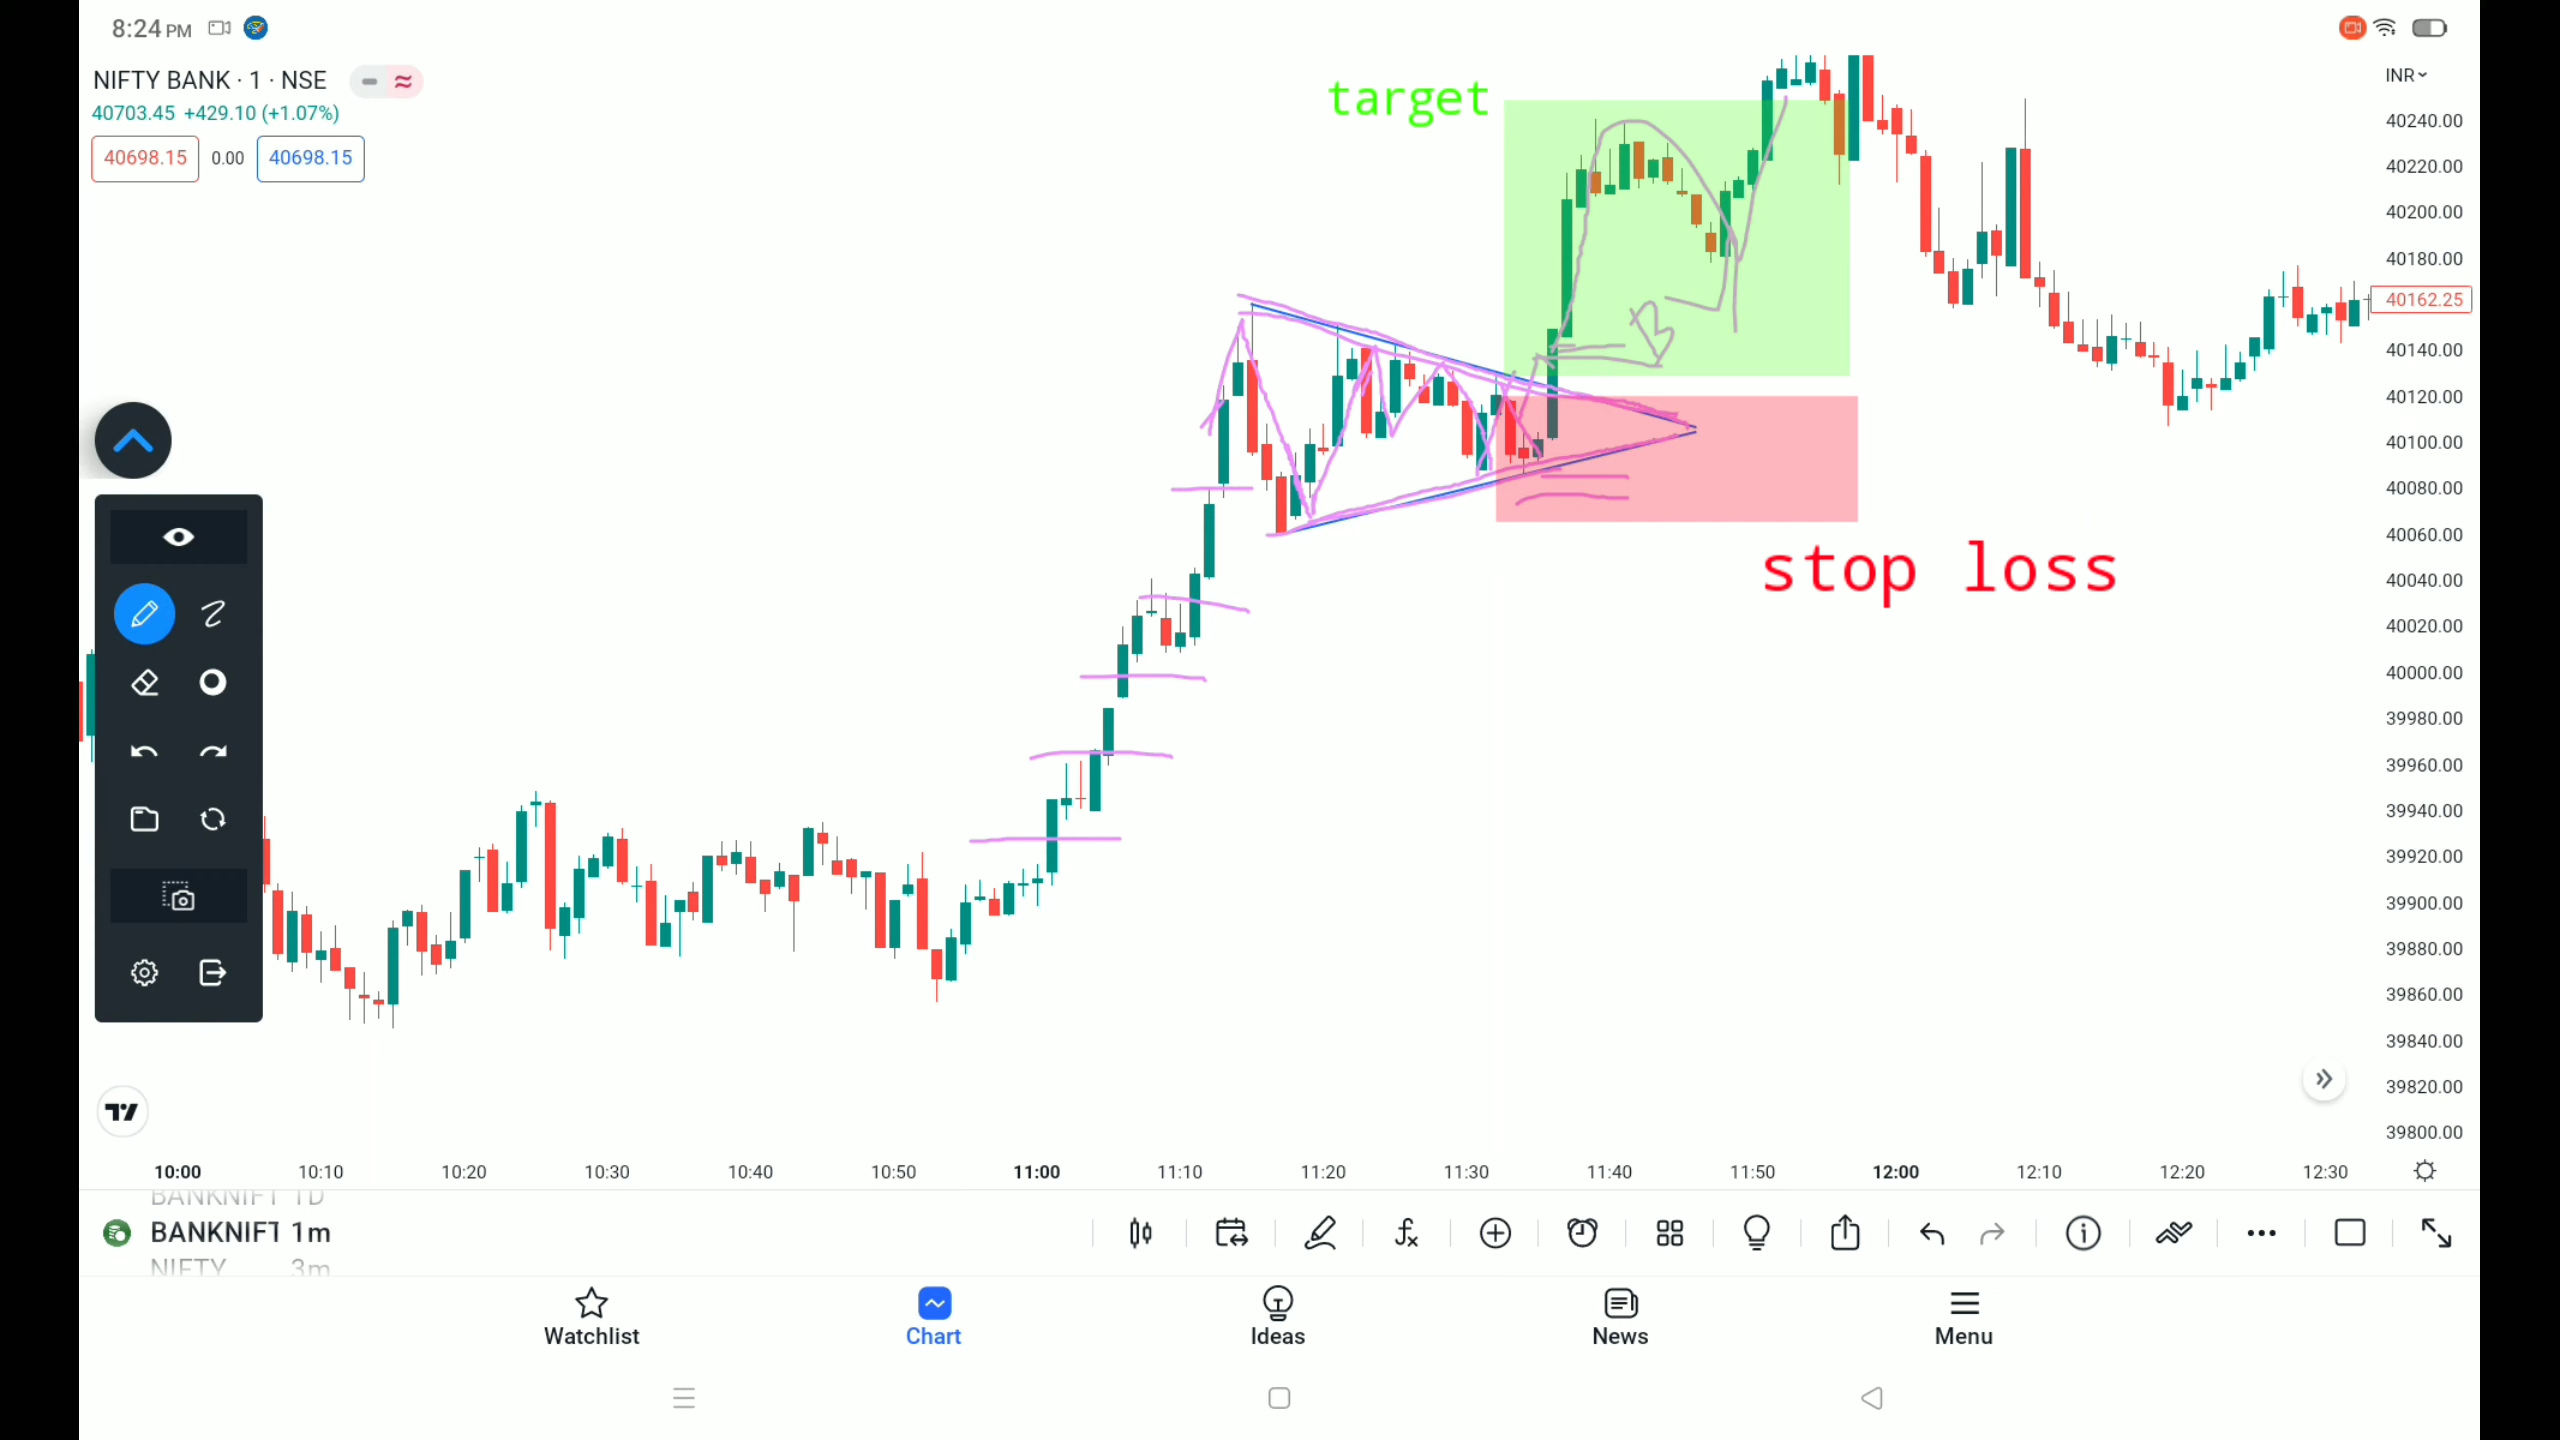 8:24 PM
NIFTY BANK · 1 · NSE
40703.45 +429.10 (+1.07%)
40698.15 0.00 40698.15
target
stop loss
B
INR
40240.00
40220.00
40200.00
40180.00
40162.25
40140.00
40120.00
40100.00
40080.00
40060.00
40040.00
40020.00
40000.00
39980.00
39960.00
39940.00
39920.00
39900.00
39880.00
39860.00
39840.00
39820.00
39800.00
10:00 10:10 10:20 10:30 10:40 10:50 11:00 11:10 11:20 11:30 11:40 11:50 12:00 12:10 12:20 12:30
BANKNIFT 1D
BANKNIFT 1m
NIFTY 3m
Watchlist Chart Ideas News Menu